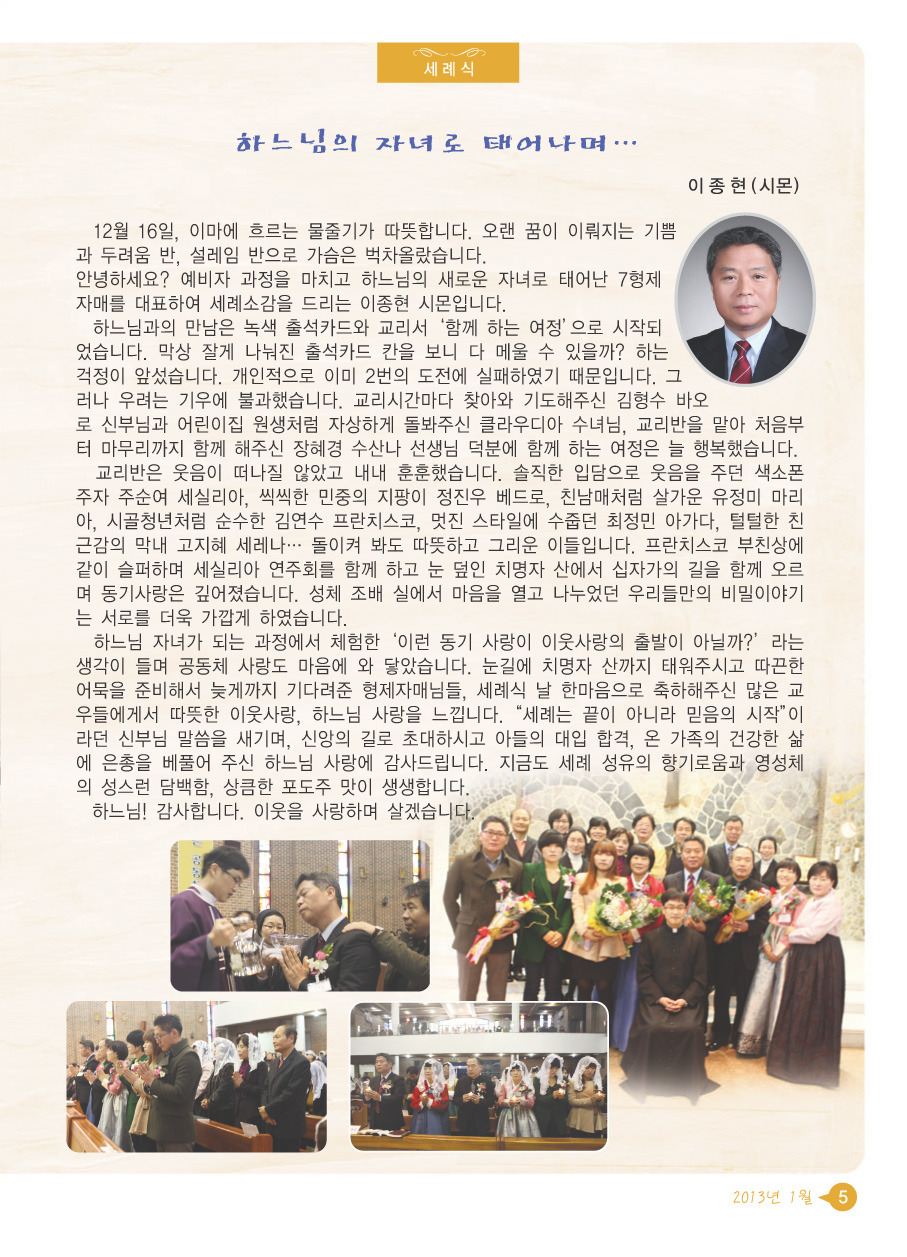 세례식
하느님의 자녀로 태어나며…
이종현(시몬)
12월 16일, 이마에 흐르는 물줄기가 따뜻합니다. 오랜 꿈이 이뤄지는 기쁨
과 두려움 반, 설레임 반으로 가슴은 벅차올랐습니다.
안녕하세요? 예비자 과정을 마치고 하느님의 새로운 자녀로 태어난 7형제
자매를 대표하여 세례소감을 드리는 이종현 시몬입니다.
하느님과의 만남은 녹색 출석카드와 교리서 ‘함께 하는 여정’으로 시작되
었습니다. 막상 잘게 나눠진 출석카드 칸을 보니 다 메울 수 있을까? 하는
걱정이 앞섰습니다. 개인적으로 이미 2번의 도전에 실패하였기 때문입니다. 그
러나 우려는 기우에 불과했습니다. 교리시간마다 찾아와 기도해주신 김형수 바오
로 신부님과 어린이집 원생처럼 자상하게 돌봐주신 클라우디아 수녀님, 교리반을 맡아 처음부
터 마무리까지 함께 해주신 장혜경 수산나 선생님 덕분에 함께 하는 여정은 늘 행복했습니다.
교리반은 웃음이 떠나질 않았고 내내 훈훈했습니다. 솔직한 입담으로 웃음을 주던 색소폰
주자 주순여 세실리아, 씩씩한 민중의 지팡이 정진우 베드로, 친남매처럼 살가운 유정미 마리
아, 시골청년처럼 순수한 김연수 프란치스코, 멋진 스타일에 수줍던 최정민 아가다, 털털한 친
근감의 막내 고지혜 세레나… 돌이켜 봐도 따뜻하고 그리운 이들입니다. 프란치스코 부친상에
같이 슬퍼하며 세실리아 연주회를 함께 하고 눈 덮인 치명자 산에서 십자가의 길을 함께 오르
며 동기사랑은 깊어졌습니다. 성체 조배 실에서 마음을 열고 나누었던 우리들만의 비밀이야기
는 서로를 더욱 가깝게 하였습니다.
하느님 자녀가 되는 과정에서 체험한 ‘이런 동기 사랑이 이웃사랑의 출발이 아닐까?’ 라는
생각이 들며 공동체 사랑도 마음에 와 닿았습니다. 눈길에 치명자 산까지 태워주시고 따끈한
어묵을 준비해서 늦게까지 기다려준 형제자매님들, 세례식 날 한마음으로 축하해주신 많은 교
우들에게서 따뜻한 이웃사랑, 하느님 사랑을 느낍니다. “세례는 끝이 아니라 믿음의 시작”이
라던 신부님 말씀을 새기며, 신앙의 길로 초대하시고 아들의 대입 합격, 온 가족의 건강한 삶
에 은총을 베풀어 주신 하느님 사랑에 감사드립니다. 지금도 세례 성유의 향기로움과 영성체
의 성스런 담백함, 상큼한 포도주 맛이 생생합니다.
하느님! 감사합니다. 이웃을 사랑하며 살겠습니다.
2013년 1월 5